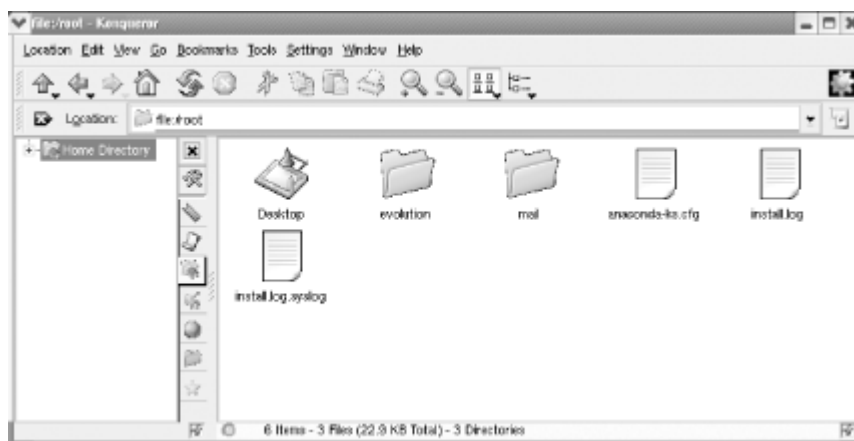 file:/root - Konqueror
Location Edit View Go Bookmarks Tools Settings Window Help
Location: file:/root
Home Directory
Desktop evolution mail anaconda-ks.cfg install.log
install.log.syslog
6 Items - 3 Files (22.9 KB Total) - 3 Directories